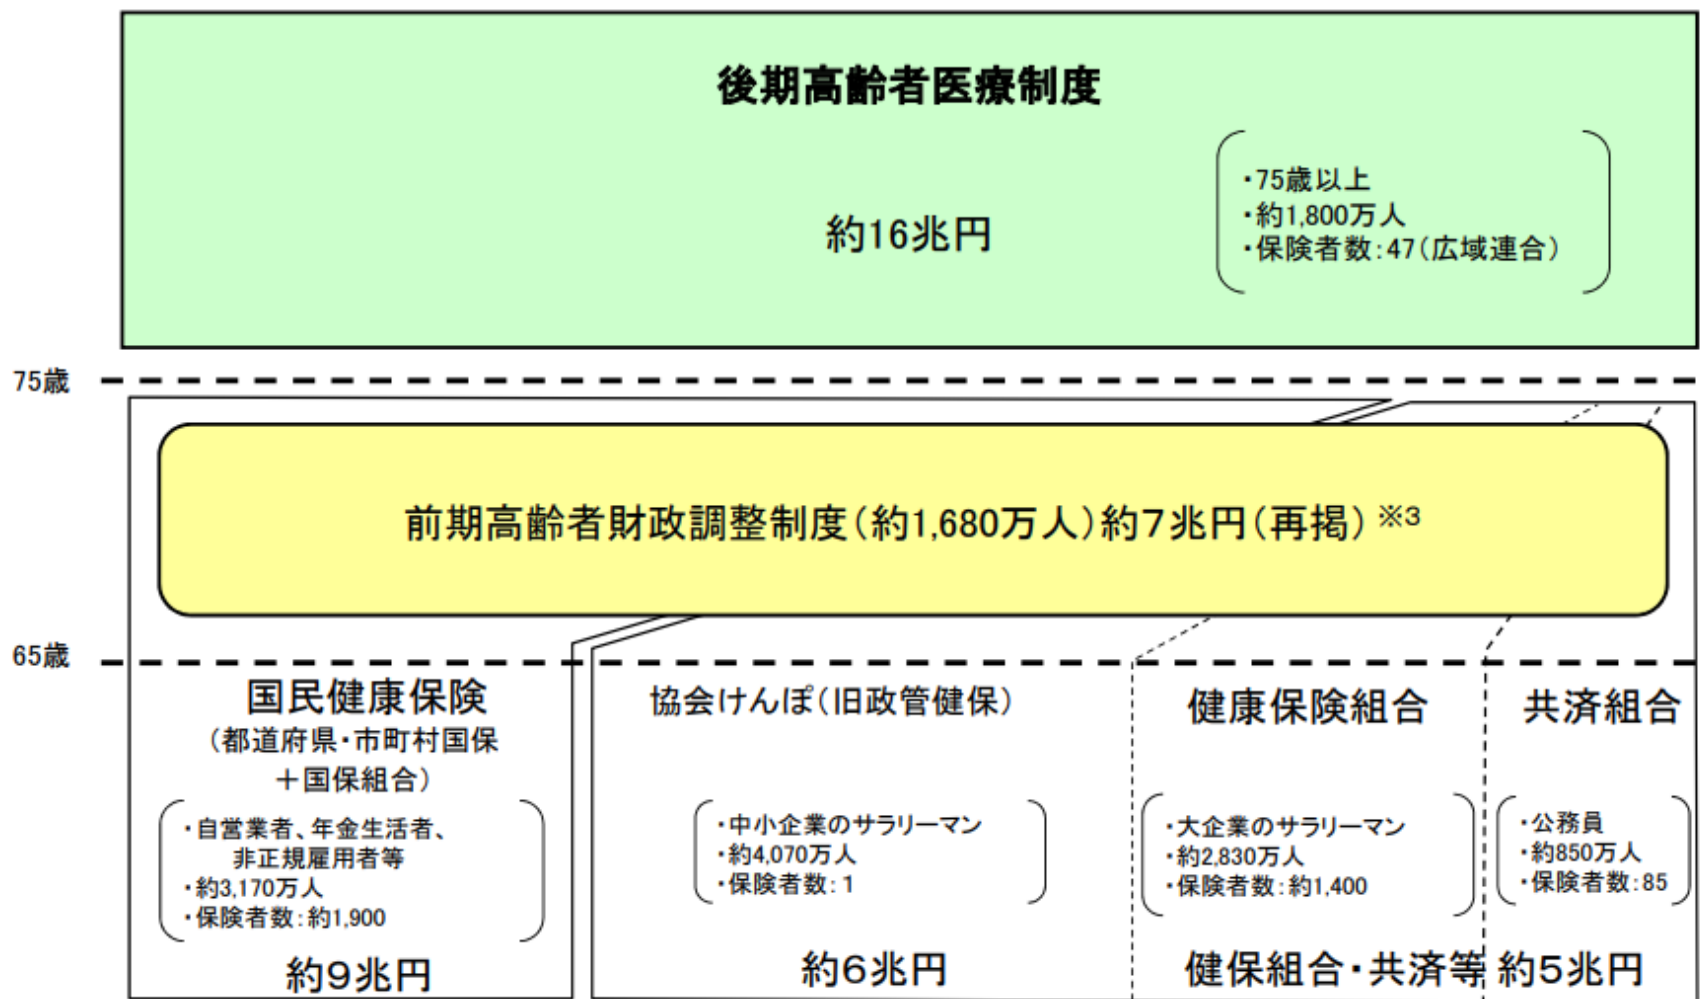 後期高齢者医療制度
約16兆円
・75歳以上
・約1,800万人
・保険者数:47(広域連合)
75歳
前期高齢者財政調整制度(約1,680万人)約7兆円(再掲)※3
65歳
国民健康保険
(都道府県・市町村国保
+国保組合)
・自営業者、年金生活者、
非正規雇用者等
・約3,170万人
・保険者数:約1,900
約9兆円
協会けんぽ(旧政管健保)
・中小企業のサラリーマン
・約4,070万人
・保険者数:1
約6兆円
健康保険組合
・大企業のサラリーマン
・約2,830万人
・保険者数:約1,400
共済組合
・公務員
・約850万人
・保険者数:85
健保組合・共済等 約5兆円